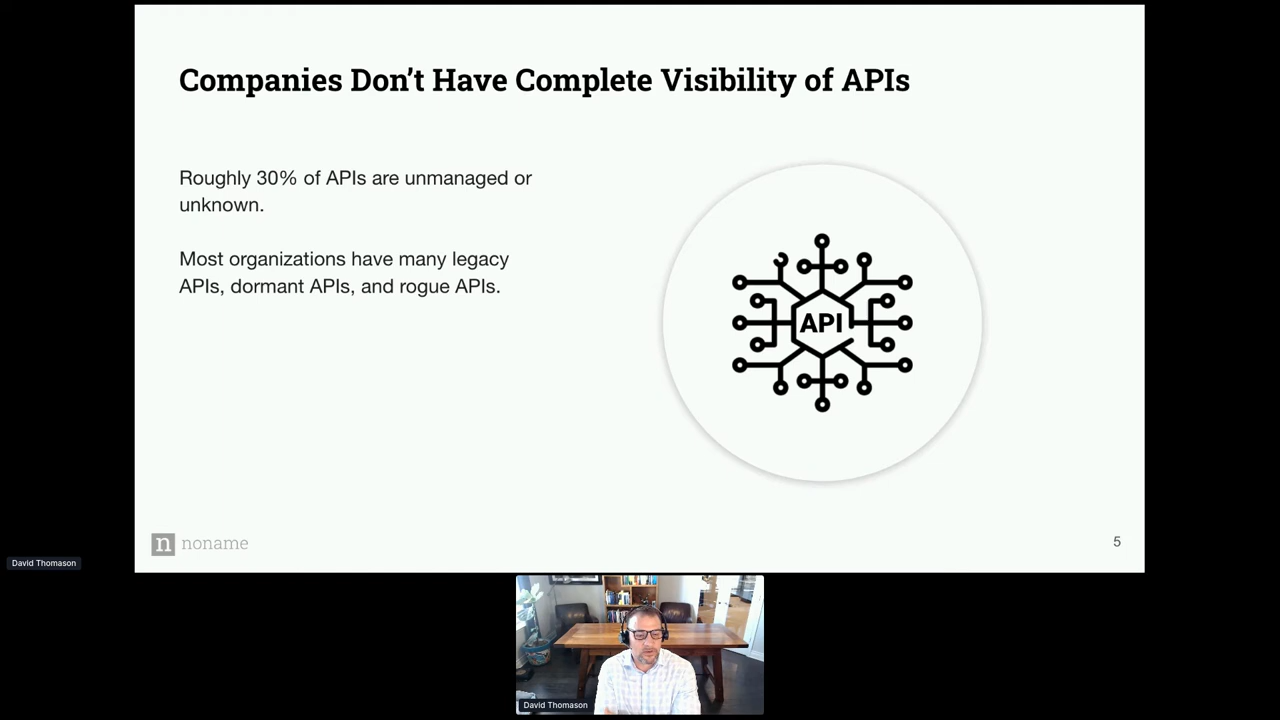 Companies Don’t Have Complete Visibility of APIs
Roughly 30% of APIs are unmanaged or
unknown.
Most organizations have many legacy
APIs, dormant APIs, and rogue APIs.
API
n noname
5
David Thomason
David Thomason